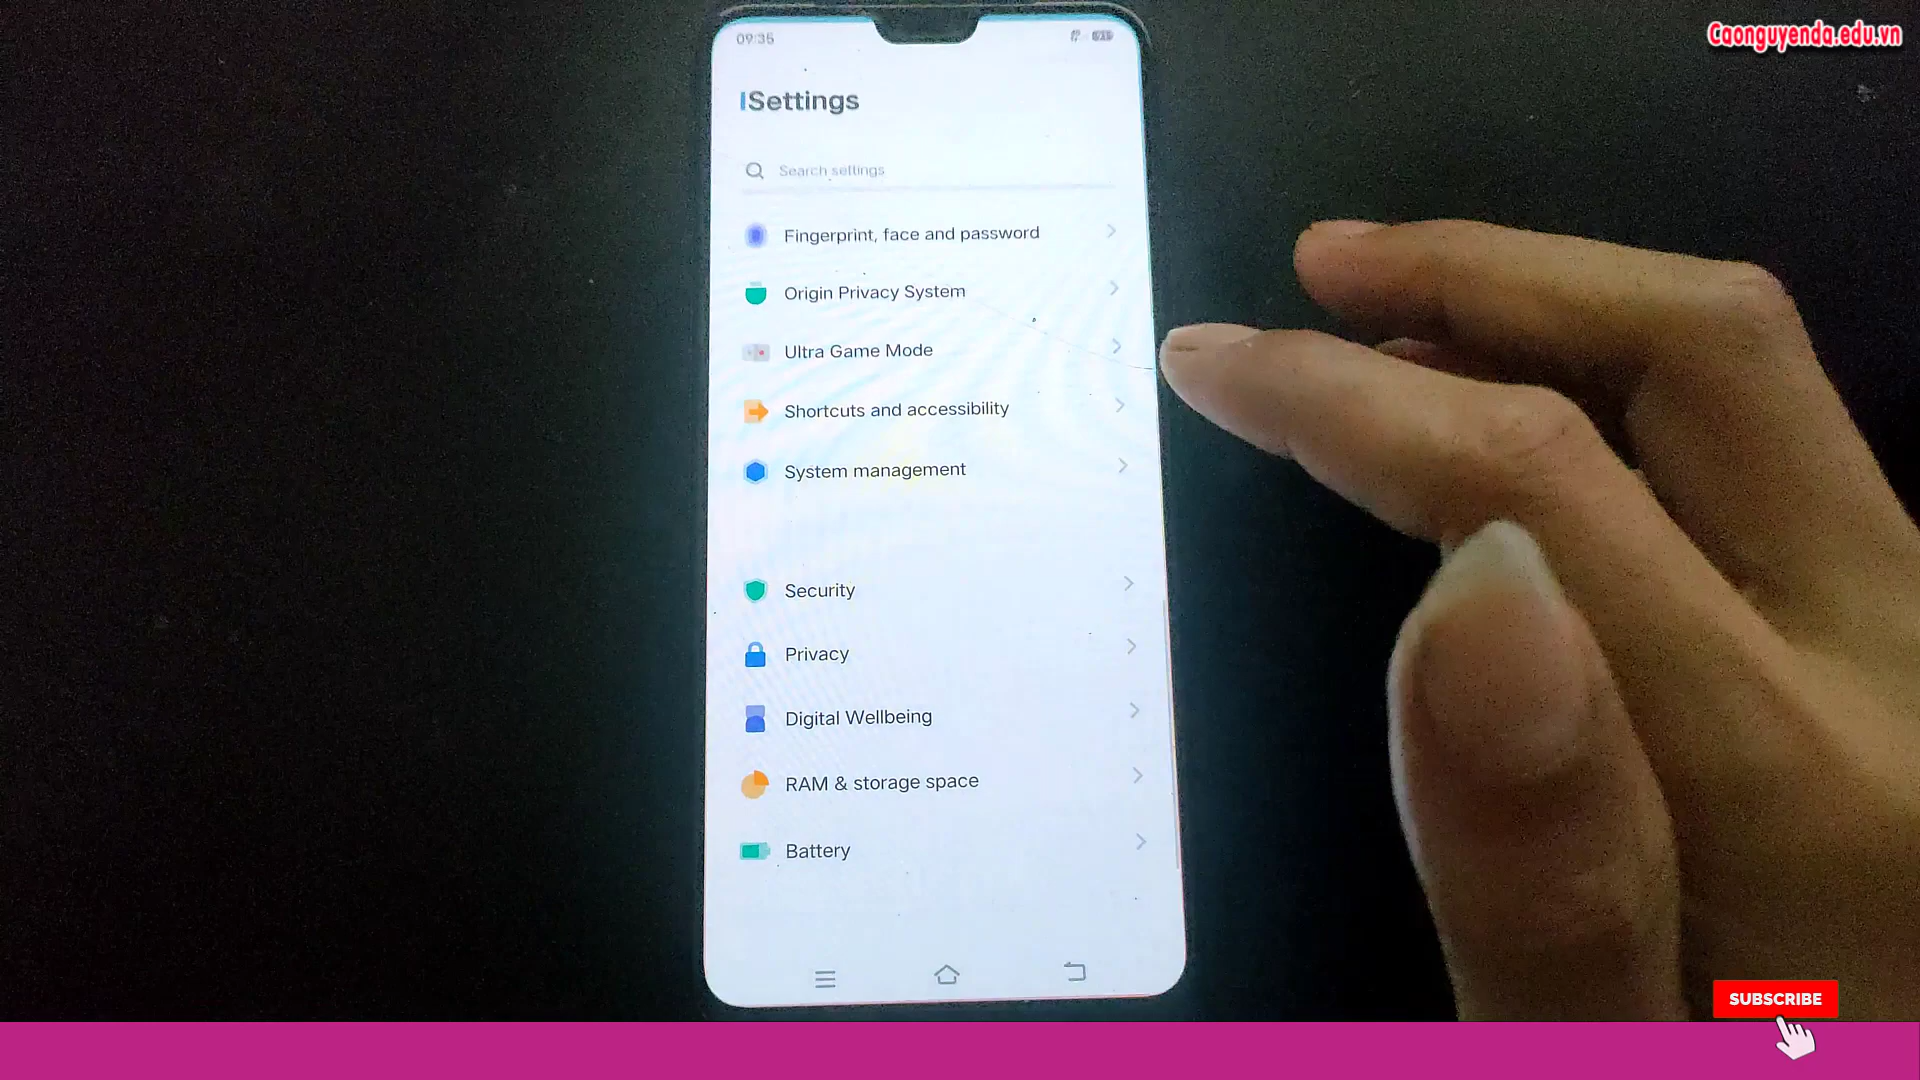 Caonguyenda.edu.vn
09:35
Settings
Search settings
Fingerprint, face and password
Origin Privacy System
Ultra Game Mode
Shortcuts and accessibility
System management
Security
Privacy
Digital Wellbeing
RAM & storage space
Battery
SUBSCRIBE